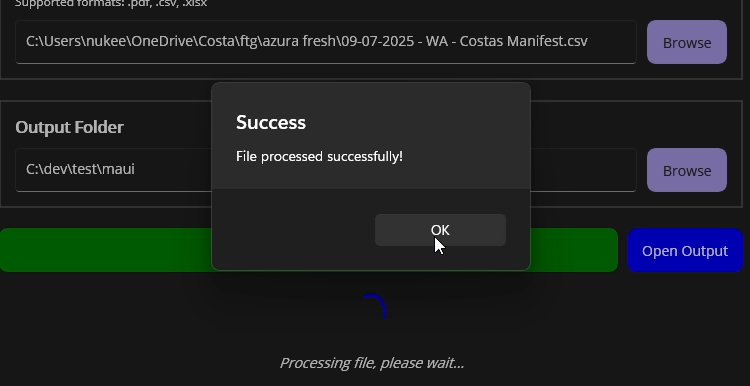 Supported formats: .pdf, .csv, .xlsx
C:\Users\nukee\OneDrive\Costa\ftg\azura fresh\09-07-2025 - WA - Costas Manifest.csv
Browse
Success
File processed successfully!
Output Folder
C:\dev\test\maui
Browse
OK
Open Output
Processing file, please wait...